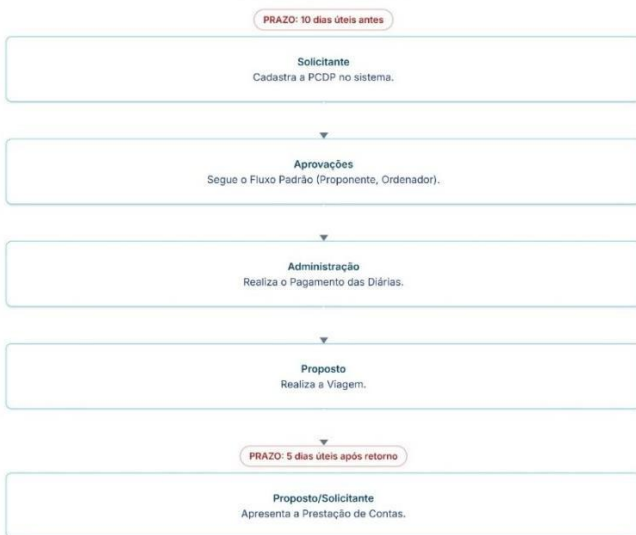 PRAZO: 10 dias úteis antes
Solicitante
Cadastra a PCDP no sistema.
Aprovações
Segue o Fluxo Padrão (Proponente, Ordenador).
Administração
Realiza o Pagamento das Diárias.
Proposto
Realiza a Viagem.
PRAZO: 5 dias úteis após retorno
Proposto/Solicitante
Apresenta a Prestação de Contas.